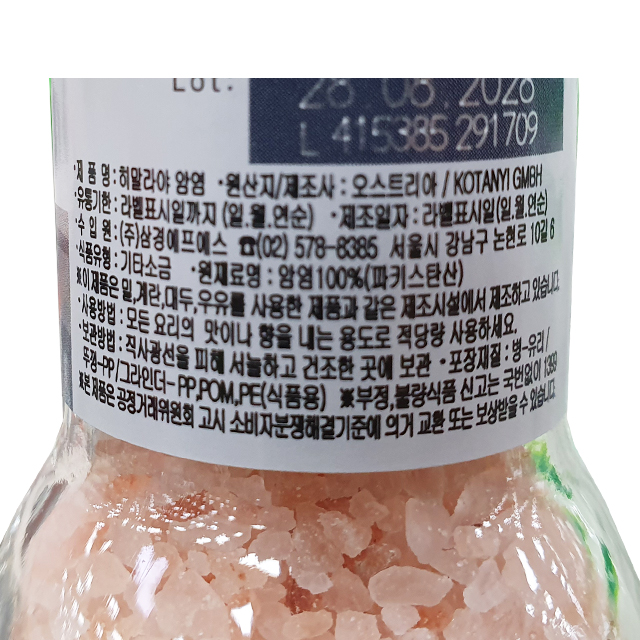 Lot:
28.06.2028
L 415385 291709
·제 품 명 : 히말라야 암염 ·원산지/제조사 : 오스트리아 / KOTANYI GMBH
·유통기한 : 라벨표시일까지 (일.월.연순) ·제조일자 : 라벨표시일(일.월.연순)
·수 입 원 : (주)삼경에프에스 ☎(02) 578-8385 서울시 강남구 논현로 10길 6
·식품유형 : 기타소금 ·원재료명 : 암염100%(파키스탄산)
※이 제품은 밀,계란,대두,우유를 사용한 제품과 같은 제조시설에서 제조하고 있습니다.
·사용방법 : 모든 요리의 맛이나 향을 내는 용도로 적당량 사용하세요.
·보관방법 : 직사광선을 피해 서늘하고 건조한 곳에 보관 ·포장재질 : 병-유리 /
뚜껑-PP/그라인더-PP,POM,PE(식품용) ※부정,불량식품 신고는 국번없이 1399
※본 제품은 공정거래위원회 고시 소비자분쟁해결기준에 의거 교환 또는 보상받을 수 있습니다.